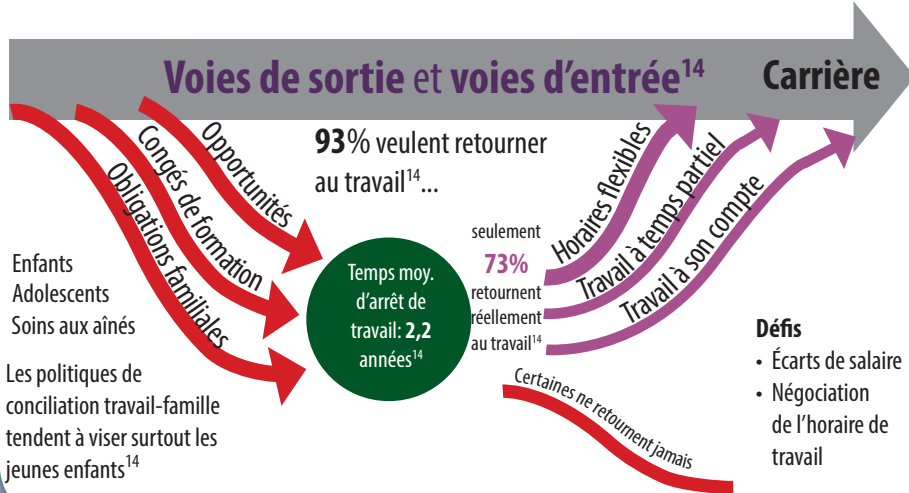 Voies de sortie et voies d'entrée¹⁴
Carrière
Opportunités
Congés de formation
Obligations familiales
93% veulent retourner
au travail¹⁴...
Enfants
Adolescents
Soins aux aînés
Les politiques de
conciliation travail-famille
tendent à viser surtout les
jeunes enfants¹⁴
Temps moy.
d'arrêt de
travail: 2,2
années¹⁴
seulement
73%
retournent
réellement
au travail¹⁴
Horaires flexibles
Travail à temps partiel
Travail à son compte
Certaines ne retournent jamais
Défis
• Écarts de salaire
• Négociation
de l'horaire de
travail